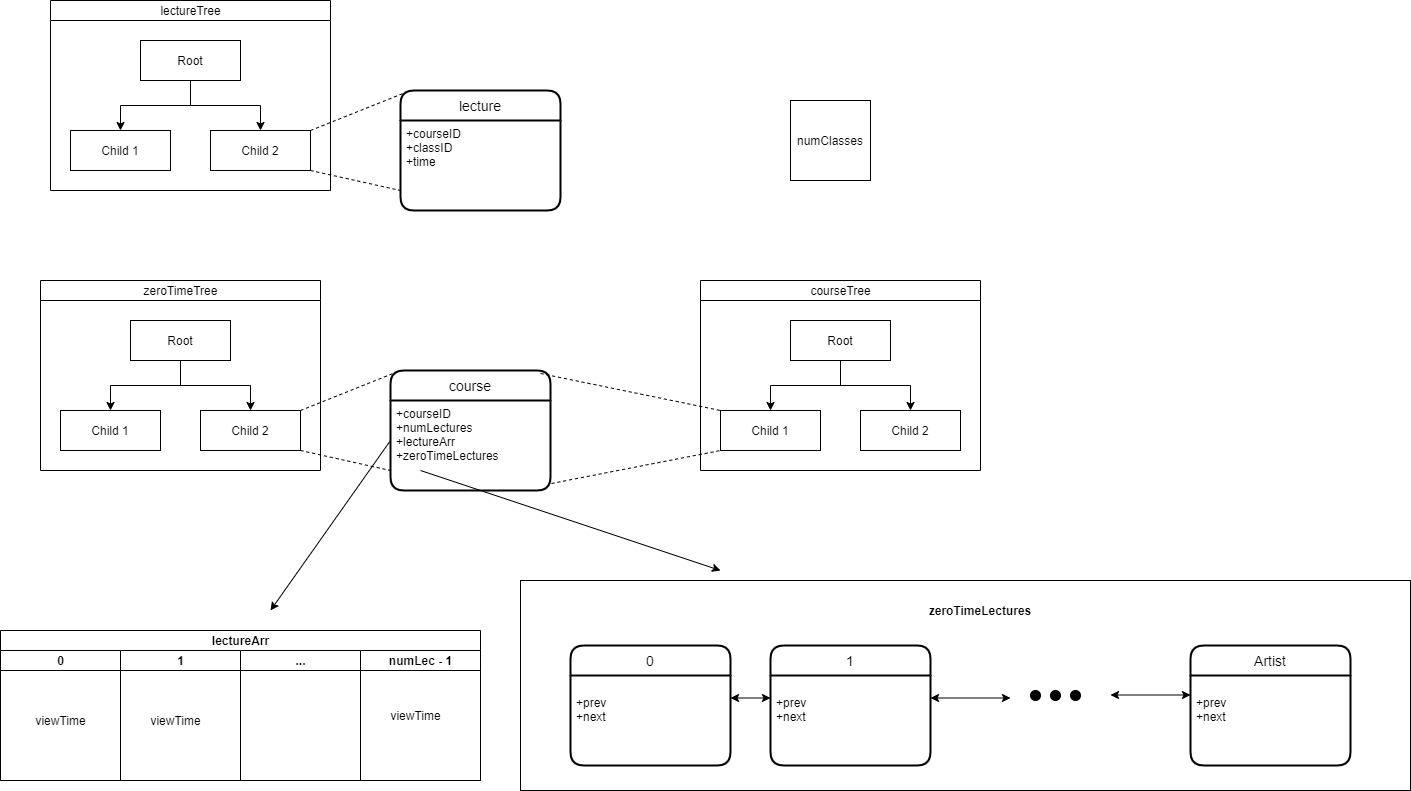 lectureTree
Root
Child 1
Child 2
lecture
+courseID
+classID
+time
numClasses
zeroTimeTree
Root
Child 1
Child 2
course
+courseID
+numLectures
+lectureArr
+zeroTimeLectures
courseTree
Root
Child 1
Child 2
lectureArr
0 1 ... numLec - 1
viewTime viewTime viewTime
zeroTimeLectures
0
+prev
+next
1
+prev
+next
Artist
+prev
+next